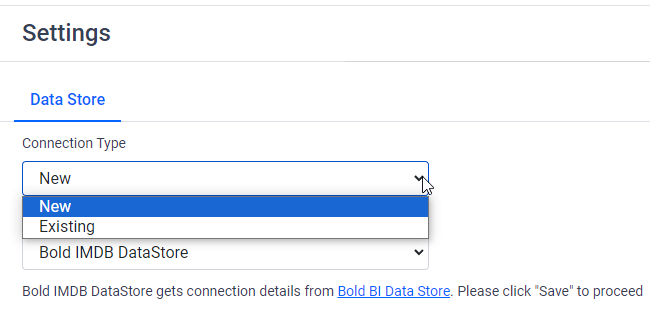 Settings
Data Store
Connection Type
New
New
Existing
Bold IMDB DataStore
Bold IMDB DataStore gets connection details from Bold BI Data Store. Please click "Save" to proceed